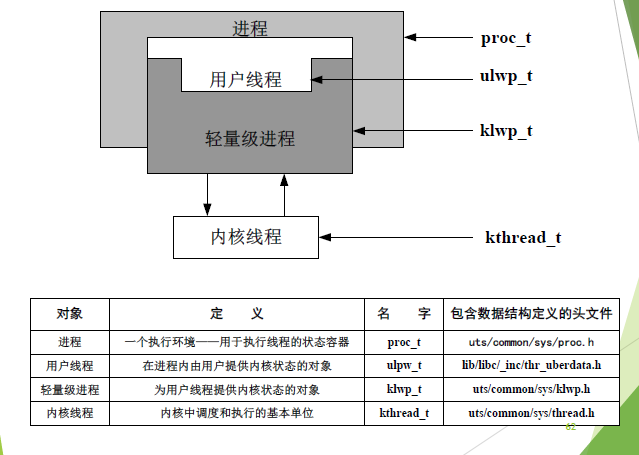 进程
proc_t
用户线程
ulwp_t
轻量级进程
klwp_t
内核线程
kthread_t
对象 定 义 名 字 包含数据结构定义的头文件
进程 一个执行环境——用于执行线程的状态容器 proc_t uts/common/sys/proc.h
用户线程 在进程内由用户提供内核状态的对象 ulpw_t lib/libc/_inc/thr_uberdata.h
轻量级进程 为用户线程提供内核状态的对象 klwp_t uts/common/sys/klwp.h
内核线程 内核中调度和执行的基本单位 kthread_t uts/common/sys/thread.h
62